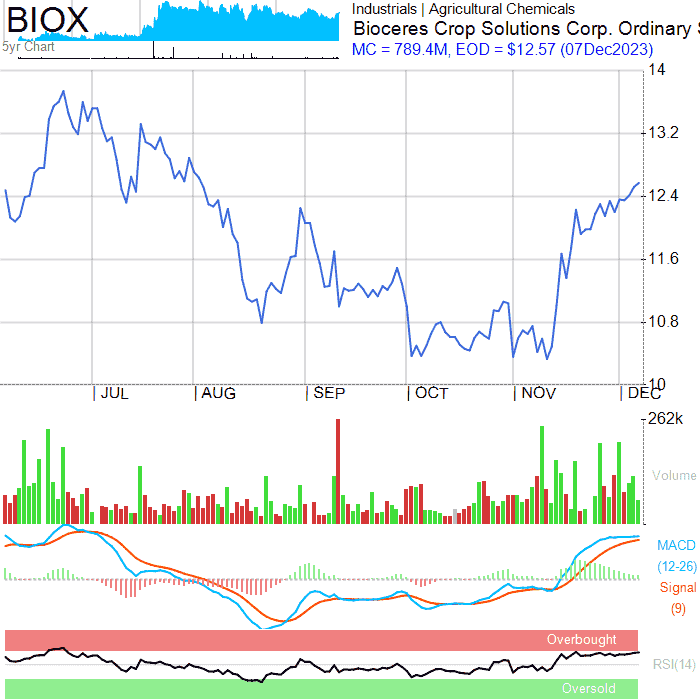 BIOX
5yr Chart
Industrials | Agricultural Chemicals
Bioceres Crop Solutions Corp. Ordinary S
MC = 789.4M, EOD = $12.57 (07Dec2023)
14
13.2
12.4
11.6
10.8
10
JUL AUG SEP OCT NOV DEC
262k
Volume
MACD
(12-26)
Signal
(9)
Overbought
RSI(14)
Oversold